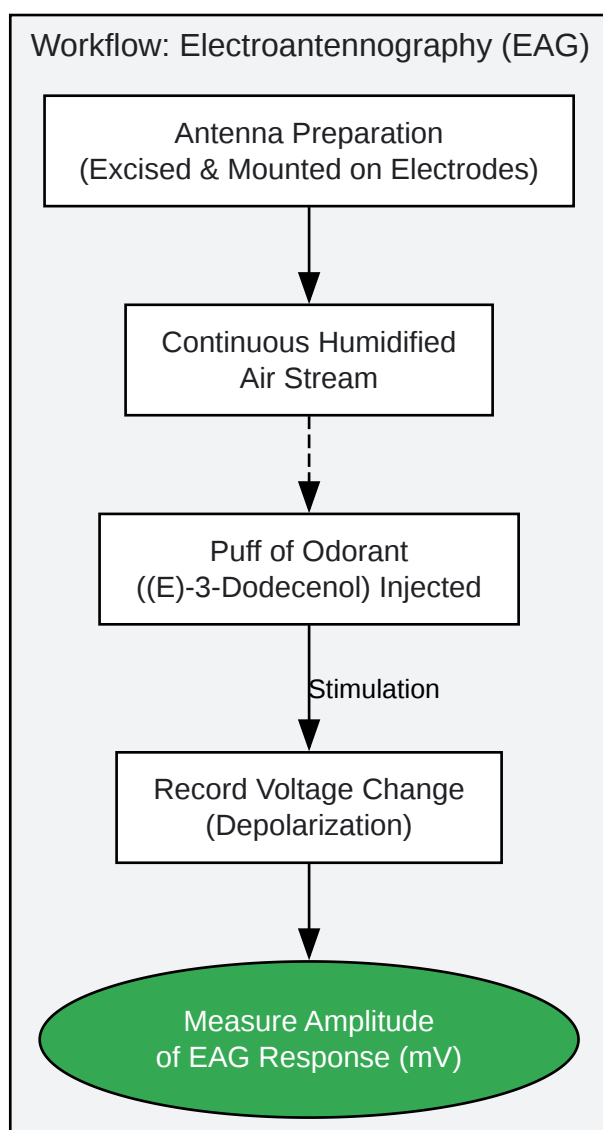 Workflow: Electroantennography (EAG)
Antenna Preparation
(Excised & Mounted on Electrodes)
Continuous Humidified
Air Stream
Puff of Odorant
((E)-3-Dodecenol) Injected
Stimulation
Record Voltage Change
(Depolarization)
Measure Amplitude
of EAG Response (mV)